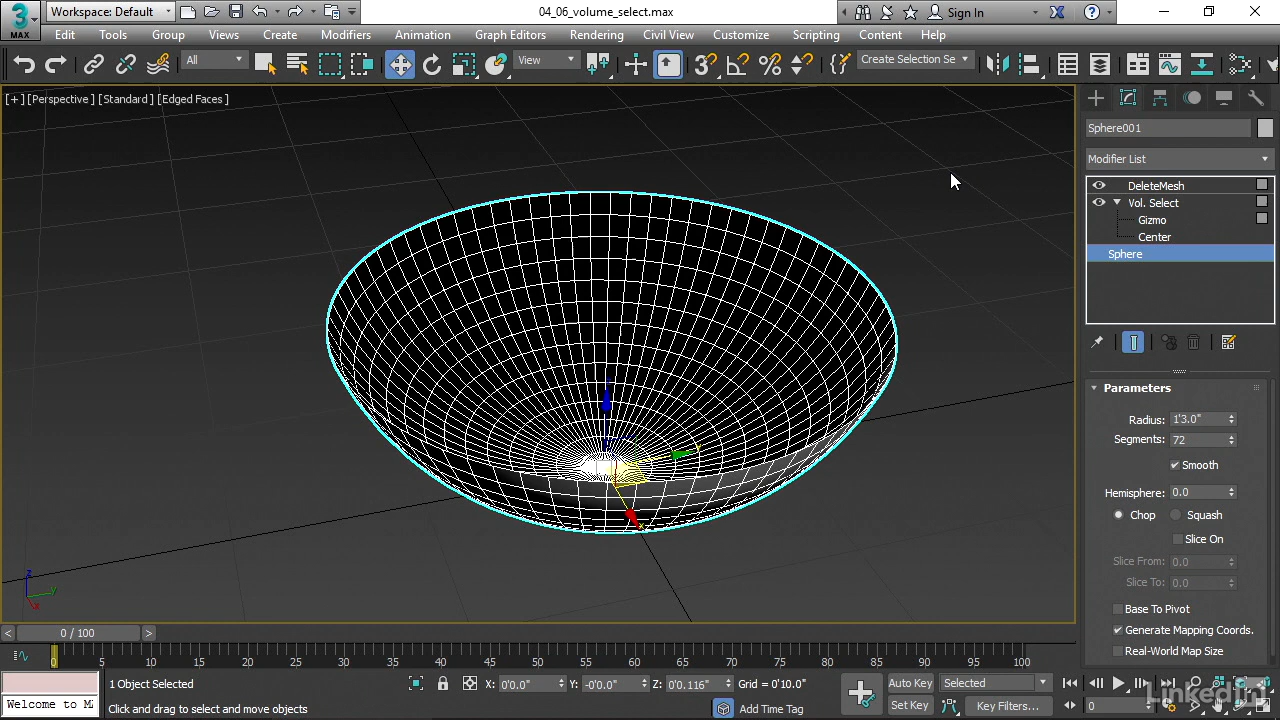 3
MAX
Workspace: Default
04_06_volume_select.max
Sign In
Edit Tools Group Views Create Modifiers Animation Graph Editors Rendering Civil View Customize Scripting Content Help
All
View
Create Selection Se
[+] [Perspective] [Standard] [Edged Faces]
Sphere001
Modifier List
DeleteMesh
Vol. Select
Gizmo
Center
Sphere
Parameters
Radius: 1'3.0"
Segments: 72
Smooth
Hemisphere: 0.0
Chop Squash
Slice On
Slice From: 0.0
Slice To: 0.0
Base To Pivot
Generate Mapping Coords.
Real-World Map Size
z
y
x
< 0 / 100 >
0 5 10 15 20 25 30 35 40 45 50 55 60 65 70 75 80 85 90 95 100
1 Object Selected
X: 0'0.0" Y: -0'0.0" Z: 0'0.116" Grid = 0'10.0"
Auto Key Selected
Welcome to M
Click and drag to select and move objects
Add Time Tag
Set Key Key Filters...
0
LinkedIn